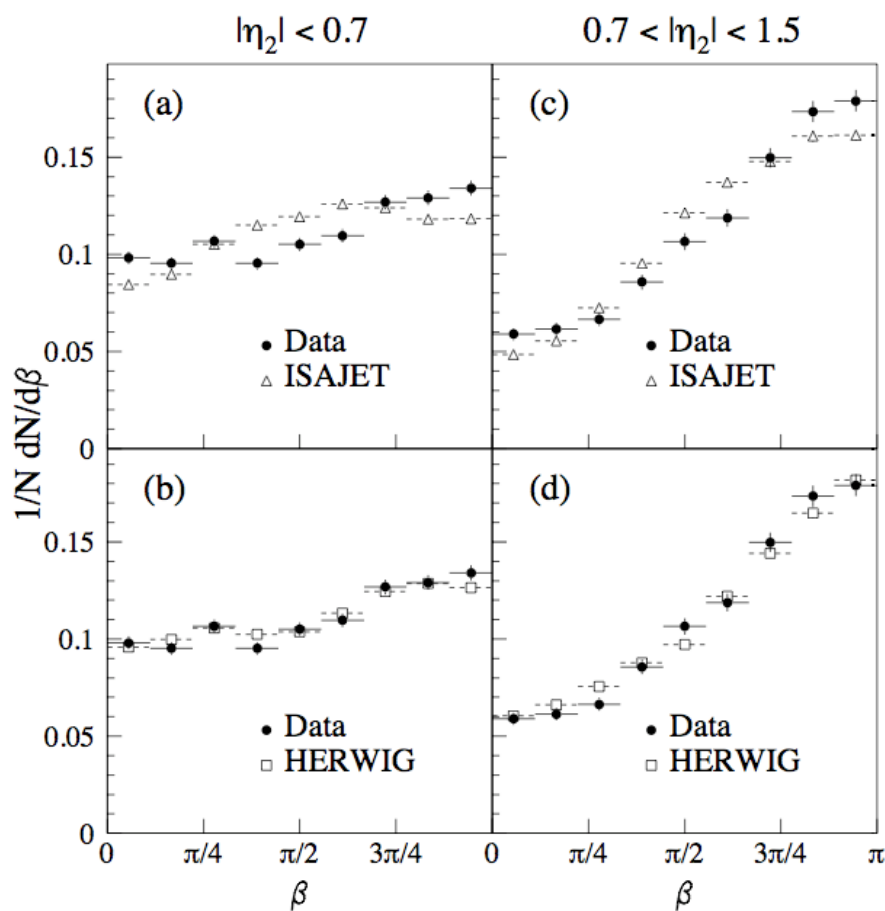 |η₂| < 0.7
0.7 < |η₂| < 1.5
1/N dN/dβ
(a)
0.15
0.1
0.05
0
Data
ISAJET
(c)
Data
ISAJET
(b)
0.15
0.1
0.05
0
Data
HERWIG
(d)
Data
HERWIG
0 π/4 π/2 3π/4
0 π/4 π/2 3π/4 π
β
β